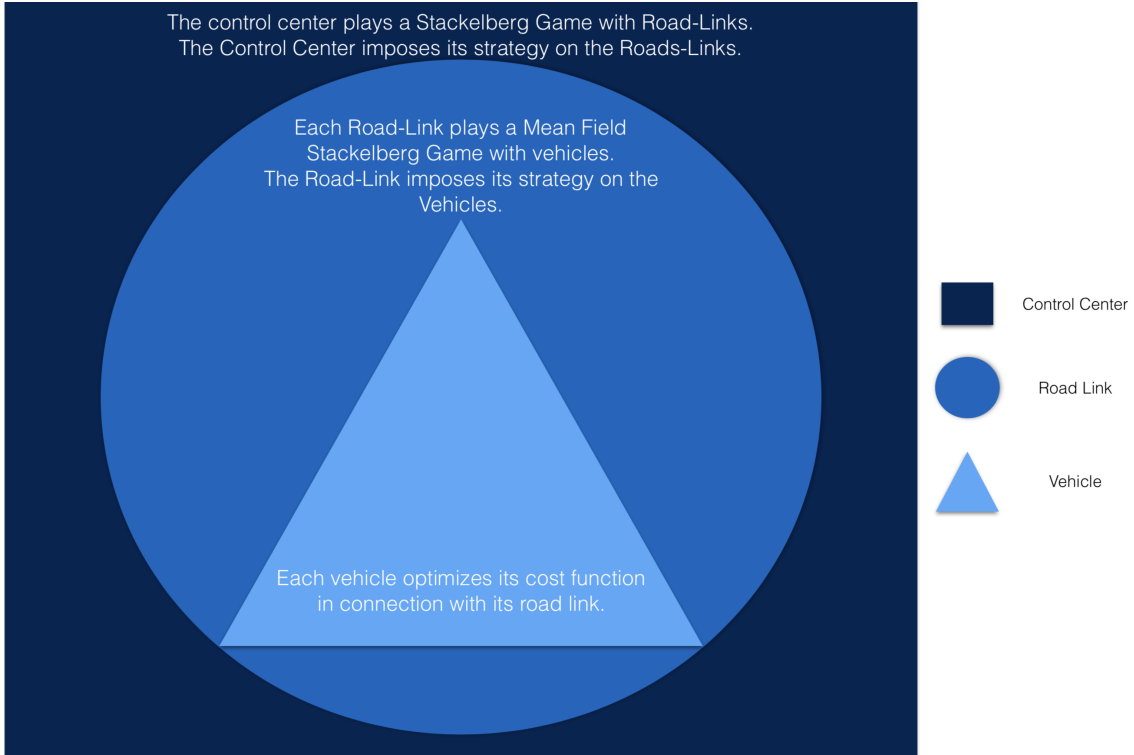 The control center plays a Stackelberg Game with Road-Links.
The Control Center imposes its strategy on the Roads-Links.
Each Road-Link plays a Mean Field
Stackelberg Game with vehicles.
The Road-Link imposes its strategy on the
Vehicles.
Each vehicle optimizes its cost function
in connection with its road link.
Control Center
Road Link
Vehicle